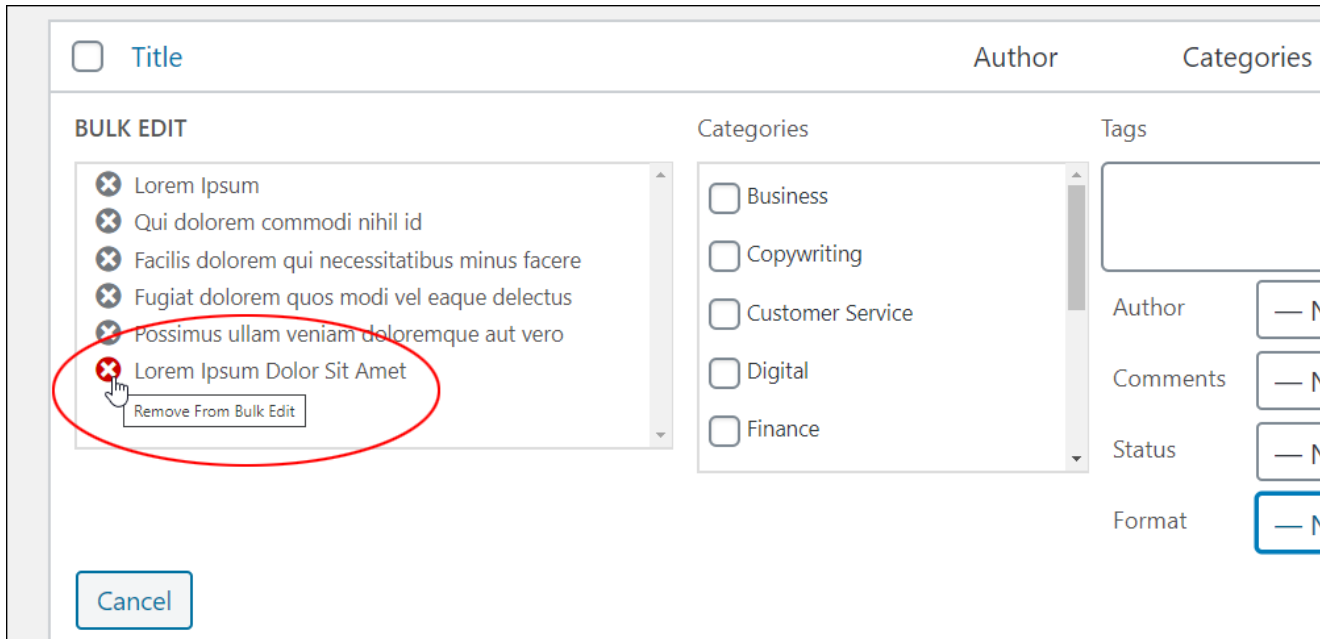 Title Author Categories
BULK EDIT
Lorem Ipsum
Qui dolorem commodi nihil id
Facilis dolorem qui necessitatibus minus facere
Fugiat dolorem quos modi vel eaque delectus
Possimus ullam veniam doloremque aut vero
Lorem Ipsum Dolor Sit Amet
Remove From Bulk Edit
Categories
Business
Copywriting
Customer Service
Digital
Finance
Tags
Author — N
Comments — N
Status — N
Format — N
Cancel